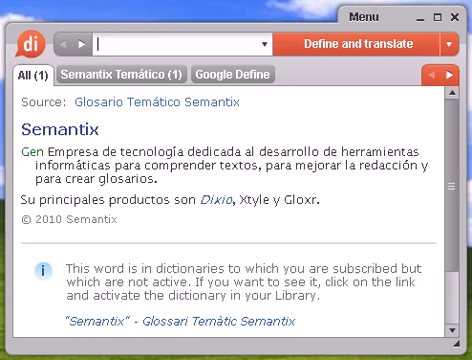 Menu
di
Define and translate
All (1) Semantix Temático (1) Google Define
Source: Glosario Temático Semantix
Semantix
Gen Empresa de tecnología dedicada al desarrollo de herramientas
informáticas para comprender textos, para mejorar la redacción y
para crear glosarios.
Su principales productos son Dixio, Xtyle y Gloxr.
© 2010 Semantix
i
This word is in dictionaries to which you are subscribed but
which are not active. If you want to see it, click on the link
and activate the dictionary in your Library.
"Semantix" - Glossari Temàtic Semantix